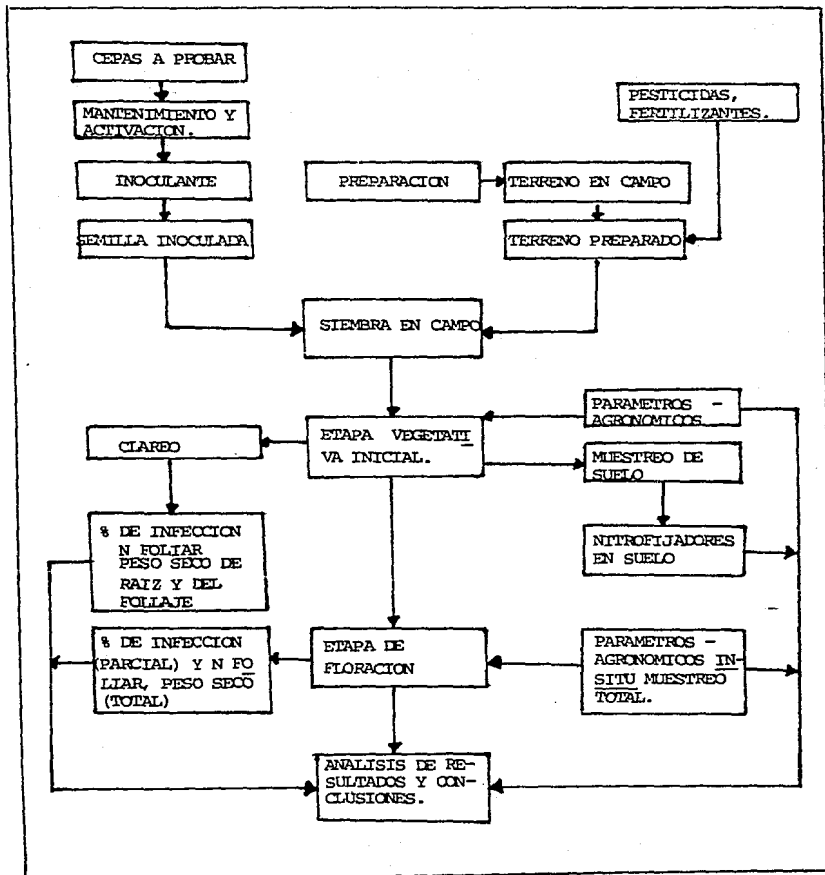 CEPAS A PROBAR
PESTICIDAS,
FERTILIZANTES.
MANTENIMIENTO Y
ACTIVACION.
INOCULANTE
PREPARACION
TERRENO EN CAMPO
SEMILLA INOCULADA
TERRENO PREPARADO
SIEMBRA EN CAMPO
PARAMETROS -
AGRONOMICOS.
ETAPA VEGETATI
VA INICIAL.
CLAREO
MUESTREO DE
SUELO
% DE INFECCION
N FOLIAR
PESO SECO DE
RAIZ Y DEL
FOLLAJE
NITROFIJADORES
EN SUELO
% DE INFECCION
(PARCIAL) Y N FO
LIAR, PESO SECO
(TOTAL)
ETAPA DE
FLORACION
PARAMETROS -
AGRONOMICOS IN-
SITU MUESTREO
TOTAL.
ANALISIS DE RE-
SULTADOS Y CON-
CLUSIONES.